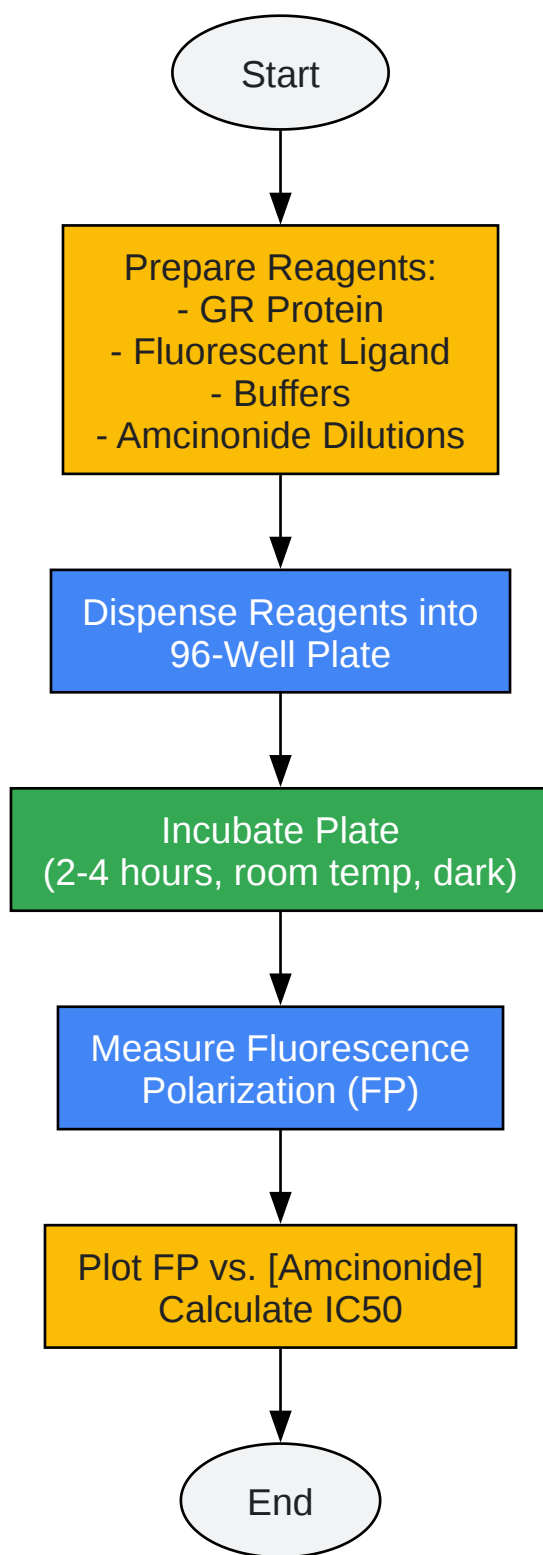 Start
Prepare Reagents:
- GR Protein
- Fluorescent Ligand
- Buffers
- Amcinonide Dilutions
Dispense Reagents into
96-Well Plate
Incubate Plate
(2-4 hours, room temp, dark)
Measure Fluorescence
Polarization (FP)
Plot FP vs. [Amcinonide]
Calculate IC50
End